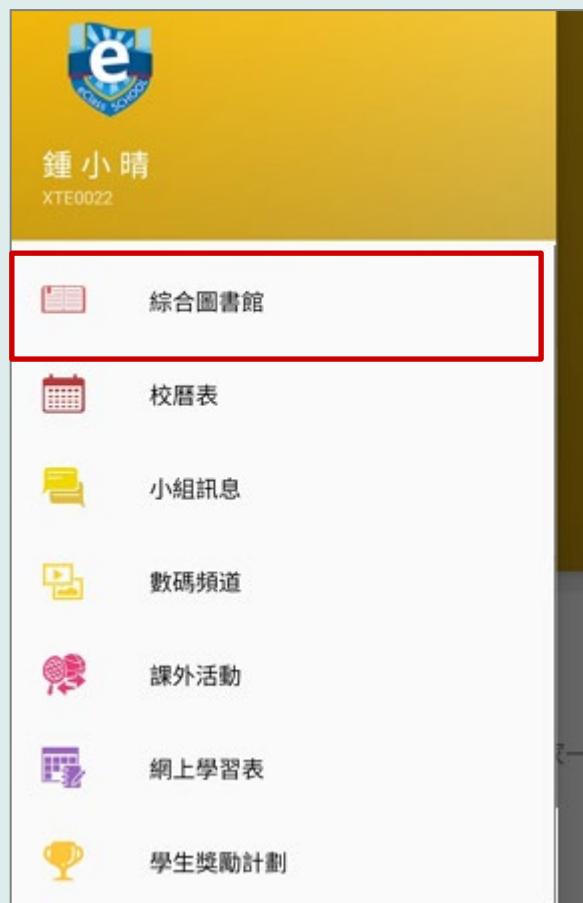 e
eClass SCHOOL
鍾 小 晴
XTE0022
綜合圖書館
校曆表
小組訊息
數碼頻道
課外活動
網上學習表
學生獎勵計劃